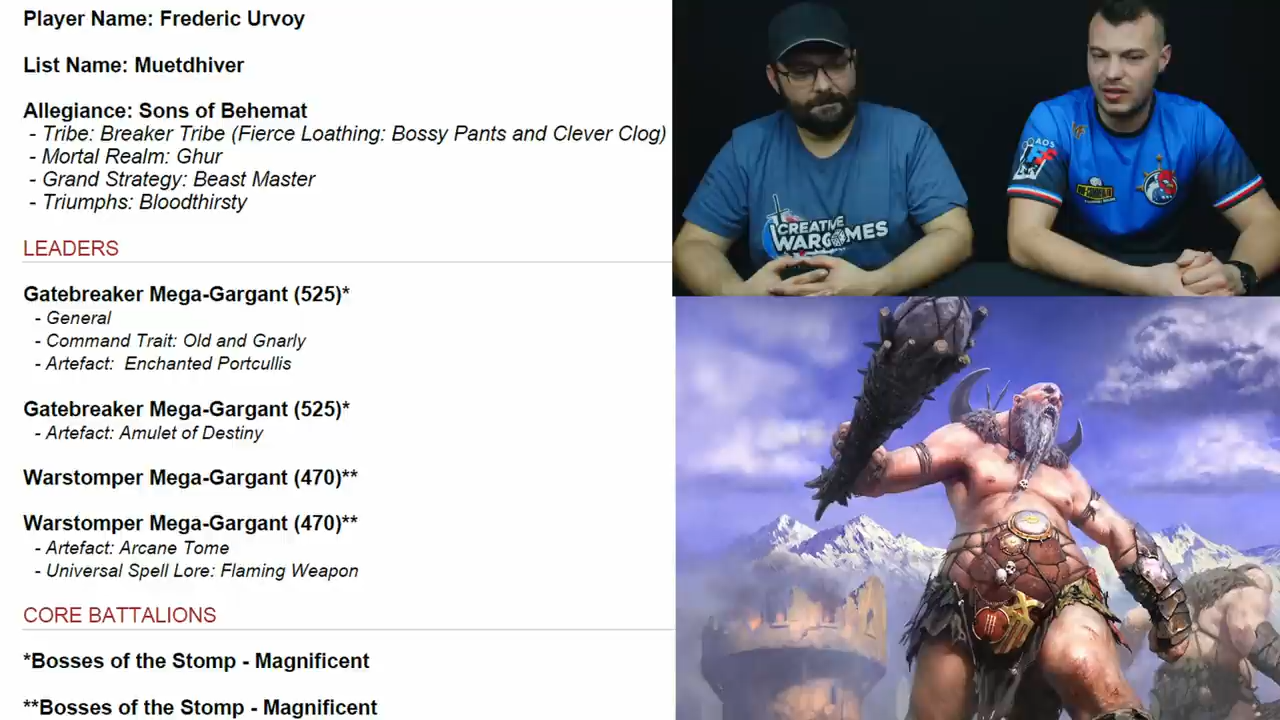 Player Name: Frederic Urvoy
List Name: Muetdhiver
Allegiance: Sons of Behemat
- Tribe: Breaker Tribe (Fierce Loathing: Bossy Pants and Clever Clog)
- Mortal Realm: Ghur
- Grand Strategy: Beast Master
- Triumphs: Bloodthirsty
LEADERS
Gatebreaker Mega-Gargant (525)*
- General
- Command Trait: Old and Gnarly
- Artefact: Enchanted Portcullis
Gatebreaker Mega-Gargant (525)*
- Artefact: Amulet of Destiny
Warstomper Mega-Gargant (470)**
Warstomper Mega-Gargant (470)**
- Artefact: Arcane Tome
- Universal Spell Lore: Flaming Weapon
CORE BATTALIONS
*Bosses of the Stomp - Magnificent
**Bosses of the Stomp - Magnificent
CREATIVE
WARGAMES
AOS